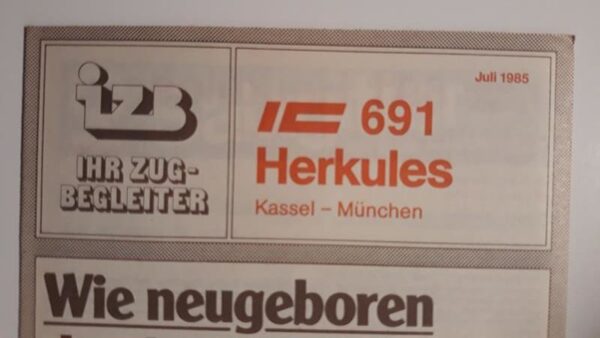 izb
IHR ZUG-
BEGLEITER
Juli 1985
IC 691
Herkules
Kassel – München
Wie neugeboren